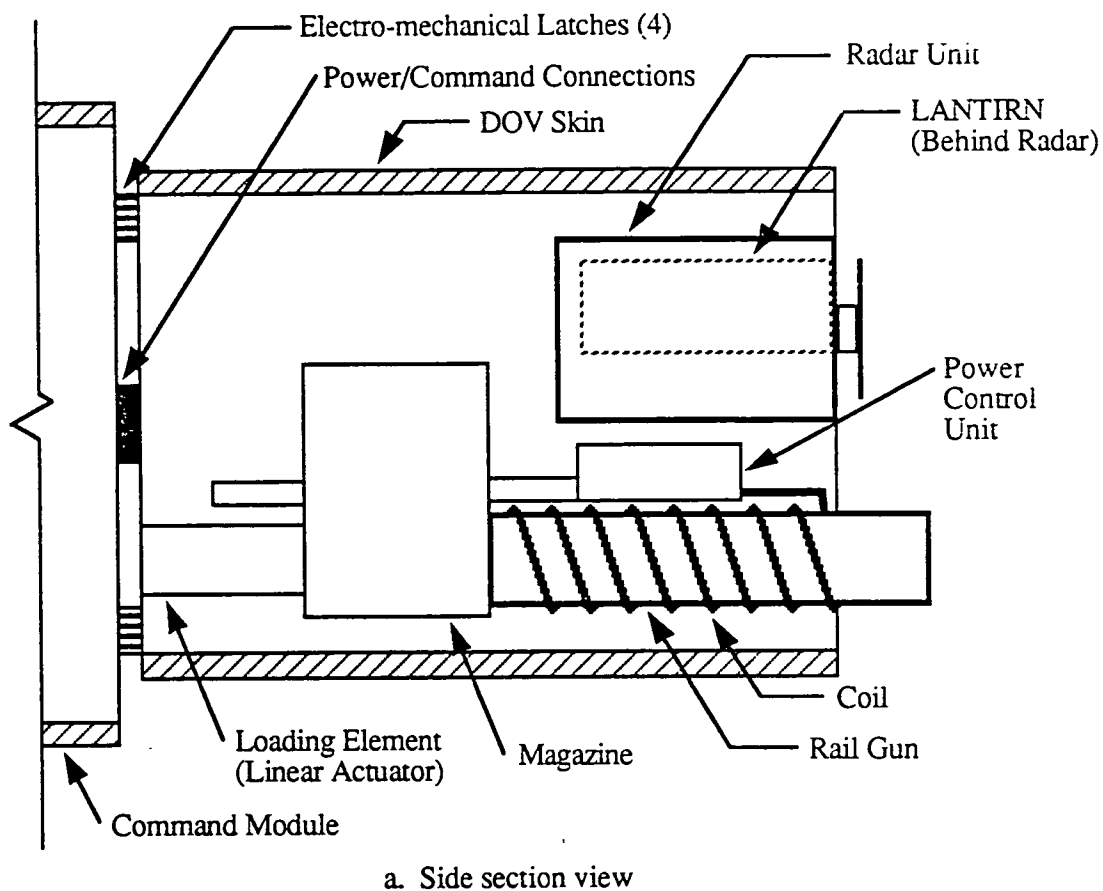 Electro-mechanical Latches (4)
Power/Command Connections
DOV Skin
Radar Unit
LANTIRN
(Behind Radar)
Power
Control
Unit
Coil
Rail Gun
Magazine
Loading Element
(Linear Actuator)
Command Module
a. Side section view